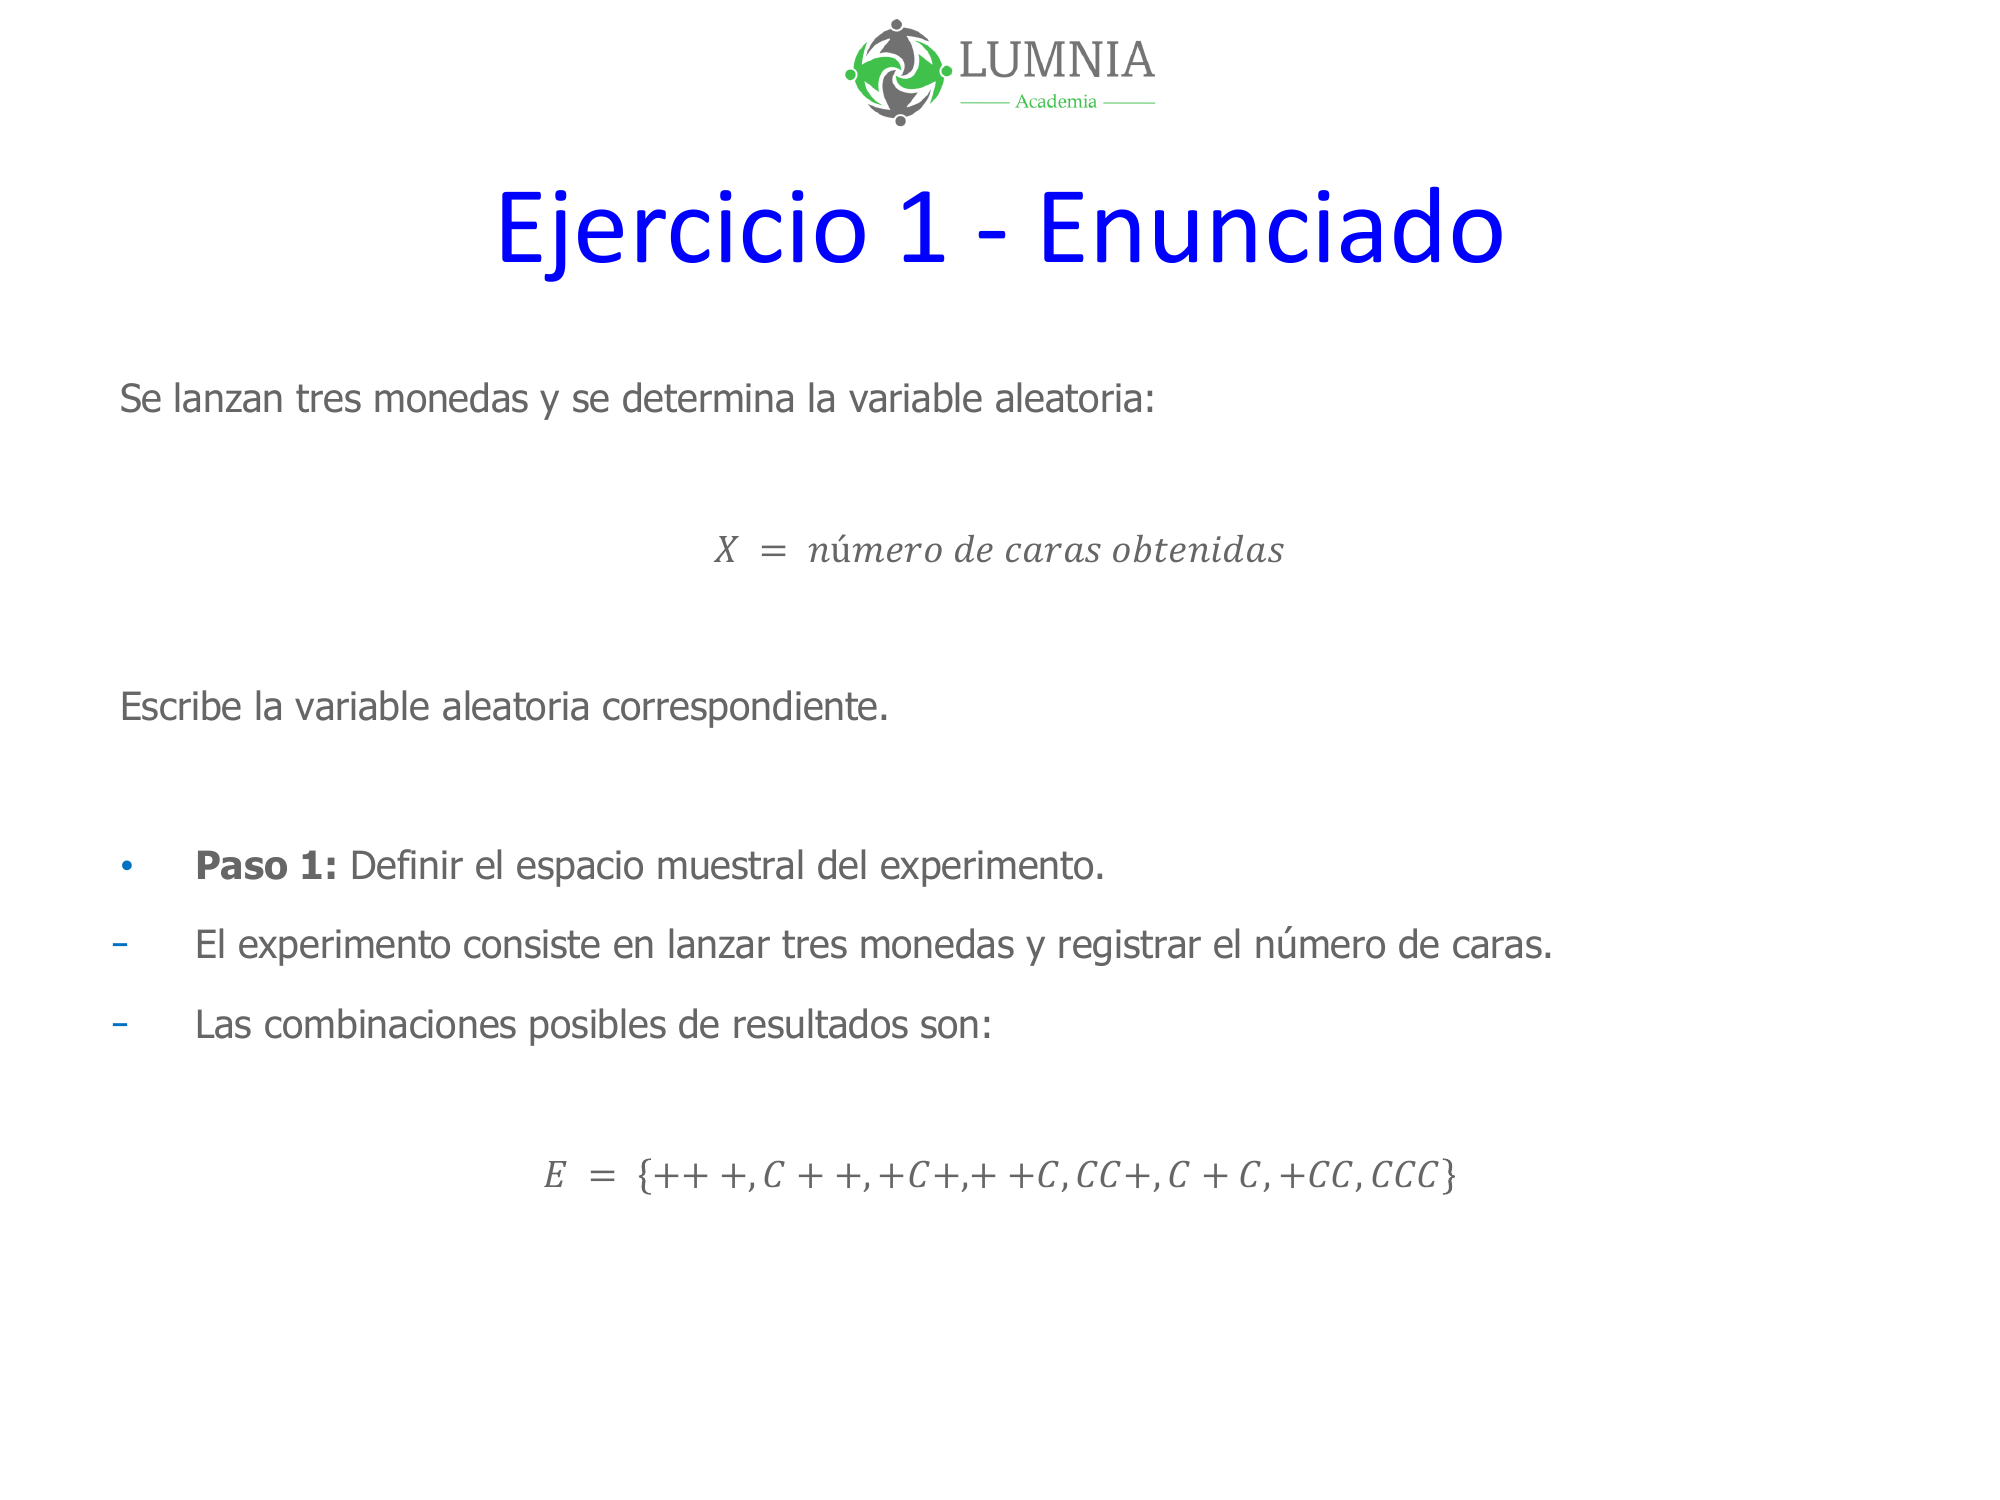 LUMNIA
Academia
Ejercicio 1 - Enunciado
Se lanzan tres monedas y se determina la variable aleatoria:
X = número de caras obtenidas
Escribe la variable aleatoria correspondiente.
• Paso 1: Definir el espacio muestral del experimento.
- El experimento consiste en lanzar tres monedas y registrar el número de caras.
- Las combinaciones posibles de resultados son:
E = {+ + +, C + +, +C+, + +C, CC+, C + C, +CC, CCC}